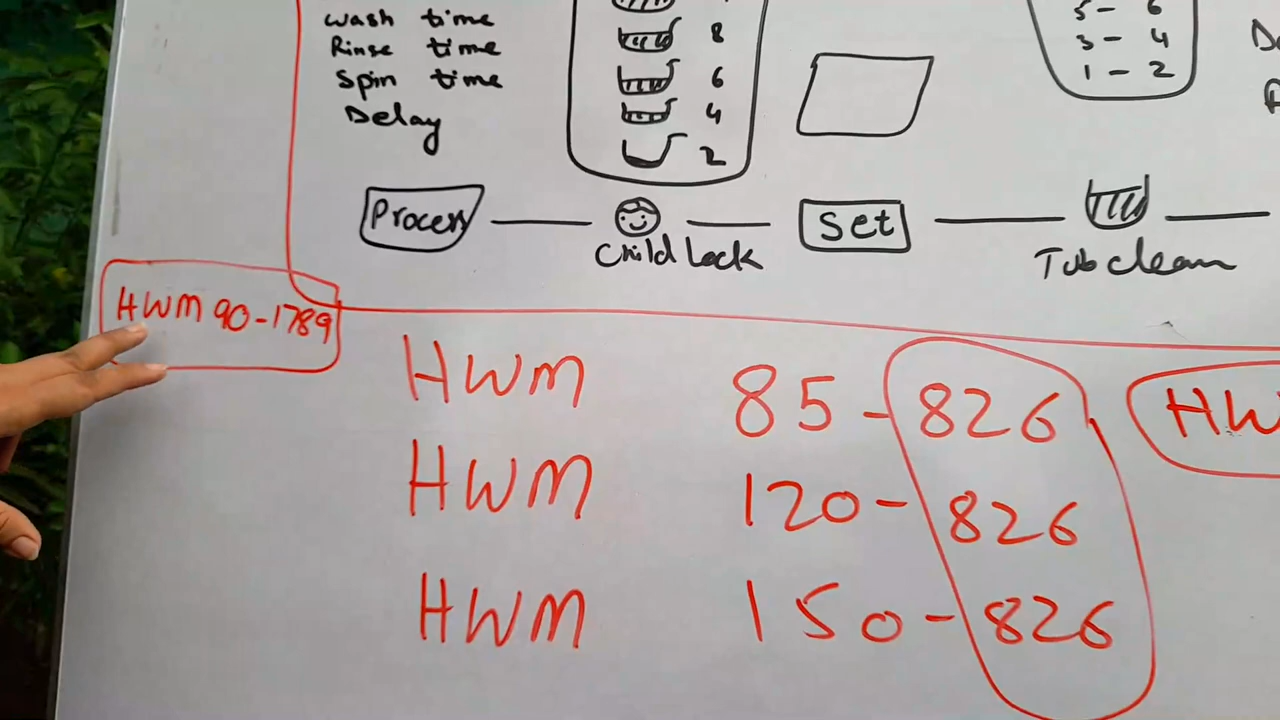 Wash time
Rinse time
Spin time
Delay
8
6
4
2
5 - 6
3 - 4
1 - 2
Process
Child Lock
Set
Tub clean
HWM 90-1789
HWM 85-826
HWM 120-826
HWM 150-826
HW